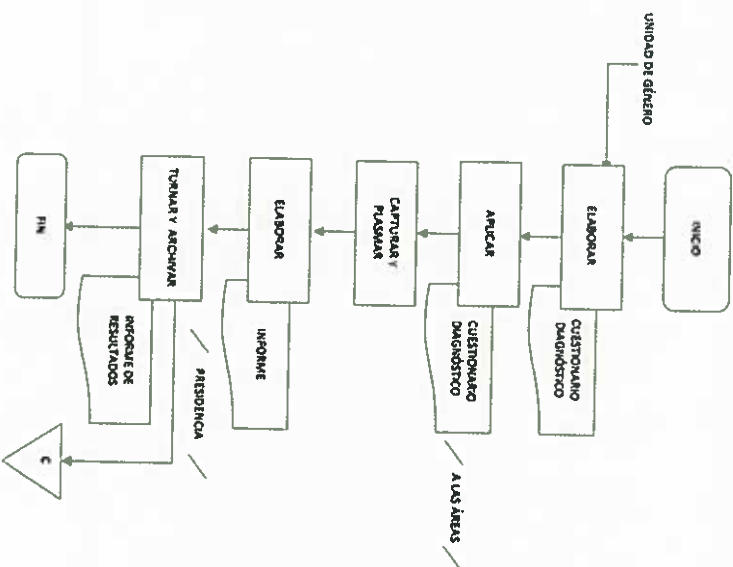 INICIO
UNIDAD DE GÉNERO
ELABORAR
CUESTIONARIO
DIAGNÓSTICO
APLICAR
CUESTIONARIO
DIAGNÓSTICO
A LAS ÁREAS
CAPTURAR Y
PLASMAR
ELABORAR
INFORME
TURNAR Y ARCHIVAR
PRESIDENCIA
INFORME DE
RESULTADOS
C
FIN